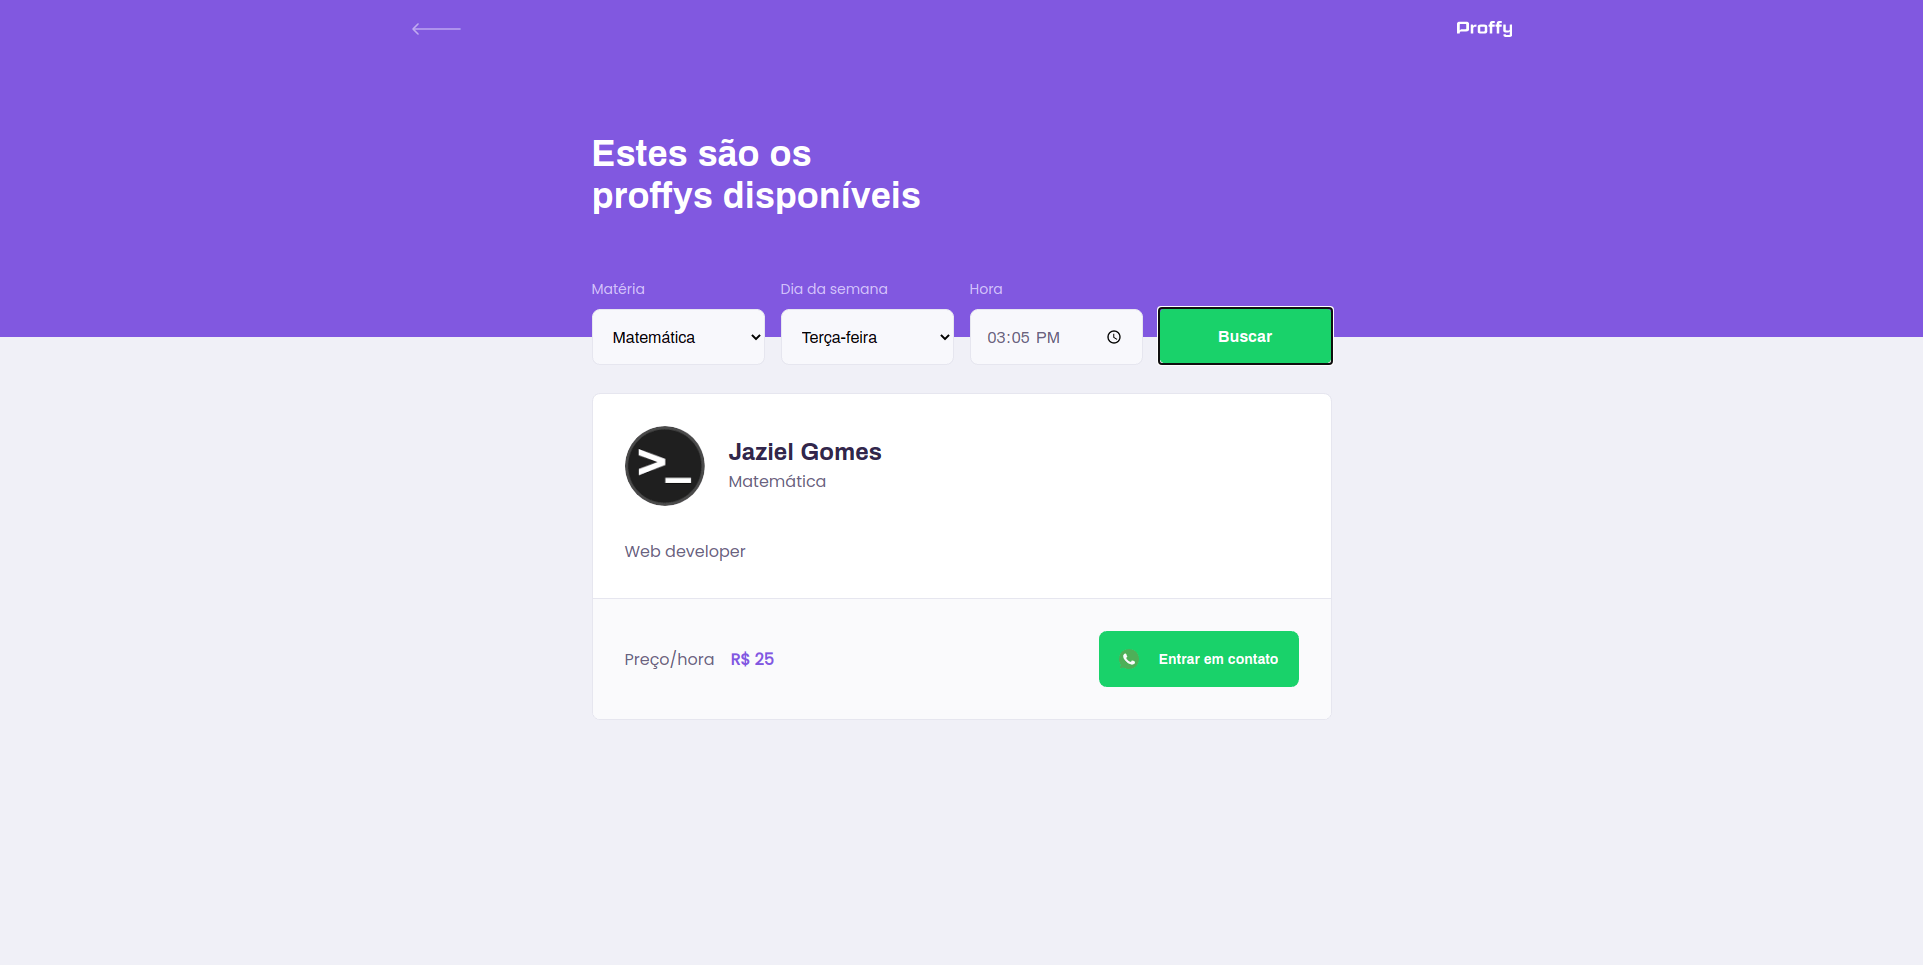 Proffy
Estes são os
proffys disponíveis
Matéria
Dia da semana
Hora
Matemática
Terça-feira
03:05 PM
Buscar
>_
Jaziel Gomes
Matemática
Web developer
Preço/hora R$ 25
Entrar em contato